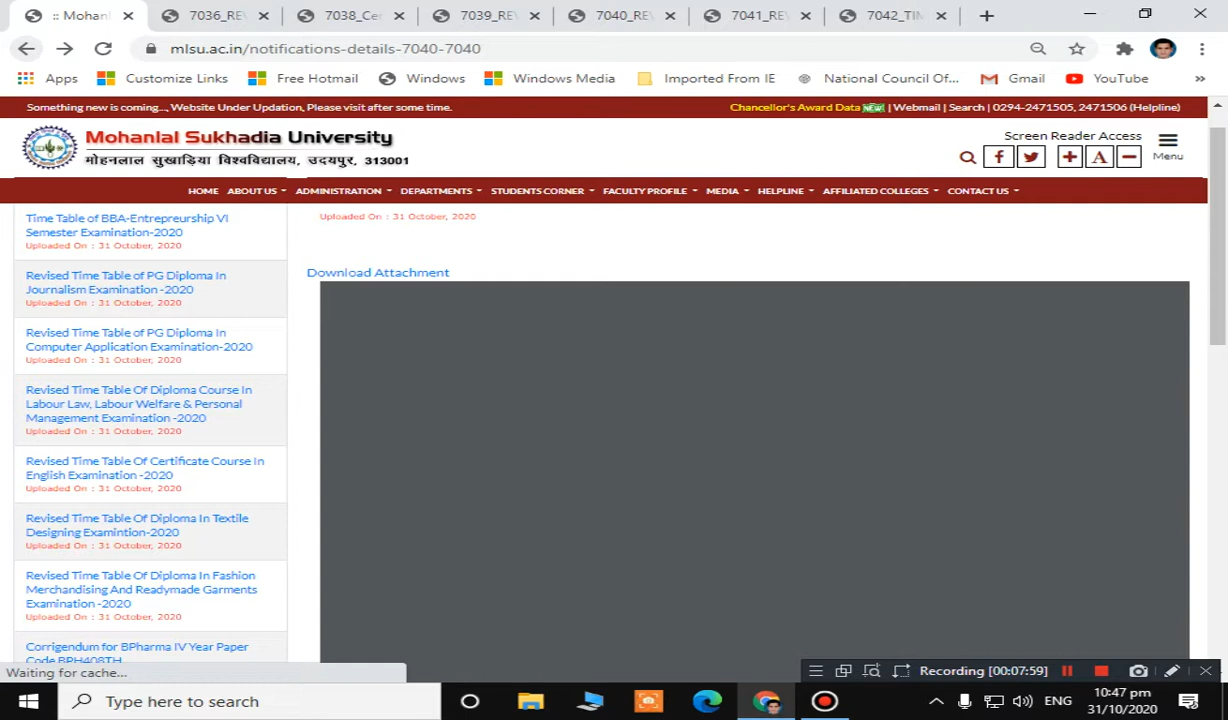 :: Mohan
7036_REV
7038_Cer
7039_REV
7040_REV
7041_REV
7042_TIM
mlsu.ac.in/notifications-details-7040-7040
Apps
Customize Links
Free Hotmail
Windows
Windows Media
Imported From IE
National Council Of...
Gmail
YouTube
»
Something new is coming..., Website Under Updation, Please visit after some time.
Chancellor's Award Data NEW | Webmail | Search | 0294-2471505, 2471506 (Helpline)
Mohanlal Sukhadia University
मोहनलाल सुखाड़िया विश्वविद्यालय, उदयपुर, 313001
Screen Reader Access
A
Menu
HOME ABOUT US ADMINISTRATION DEPARTMENTS STUDENTS CORNER FACULTY PROFILE MEDIA HELPLINE AFFILIATED COLLEGES CONTACT US
Time Table of BBA-Entrepreurship VI
Semester Examination-2020
Uploaded On : 31 October, 2020
Revised Time Table of PG Diploma In
Journalism Examination -2020
Uploaded On : 31 October, 2020
Revised Time Table of PG Diploma In
Computer Application Examination-2020
Uploaded On : 31 October, 2020
Revised Time Table Of Diploma Course In
Labour Law, Labour Welfare & Personal
Management Examination -2020
Uploaded On : 31 October, 2020
Revised Time Table Of Certificate Course In
English Examination -2020
Uploaded On : 31 October, 2020
Revised Time Table Of Diploma In Textile
Designing Examintion-2020
Uploaded On : 31 October, 2020
Revised Time Table Of Diploma In Fashion
Merchandising And Readymade Garments
Examination -2020
Uploaded On : 31 October, 2020
Corrigendum for BPharma IV Year Paper
Code BPH408TH
Uploaded On : 31 October, 2020
Download Attachment
Waiting for cache...
Recording [00:07:59]
Type here to search
ENG
10:47 pm
31/10/2020